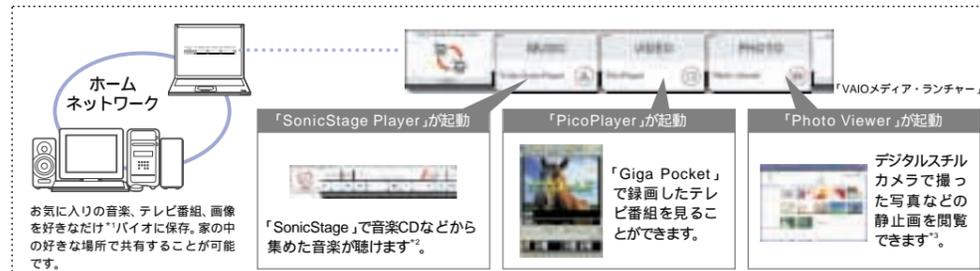 ホーム
ネットワーク
お気に入りの音楽、テレビ番組、画像
を好きなだけ*1バイオに保存。家の中
の好きな場所で共有することが可能
です。
MUSIC
VIDEO
PHOTO
「VAIOメディア・ランチャー」
「SonicStage Player」が起動
「SonicStage」で音楽CDなどから
集めた音楽が聴けます*2。
「PicoPlayer」が起動
「Giga Pocket」
で録画したテレ
ビ番組を見るこ
とができます。
「Photo Viewer」が起動
デジタルスチル
カメラで撮っ
た写真などの
静止画を閲覧
できます*3。